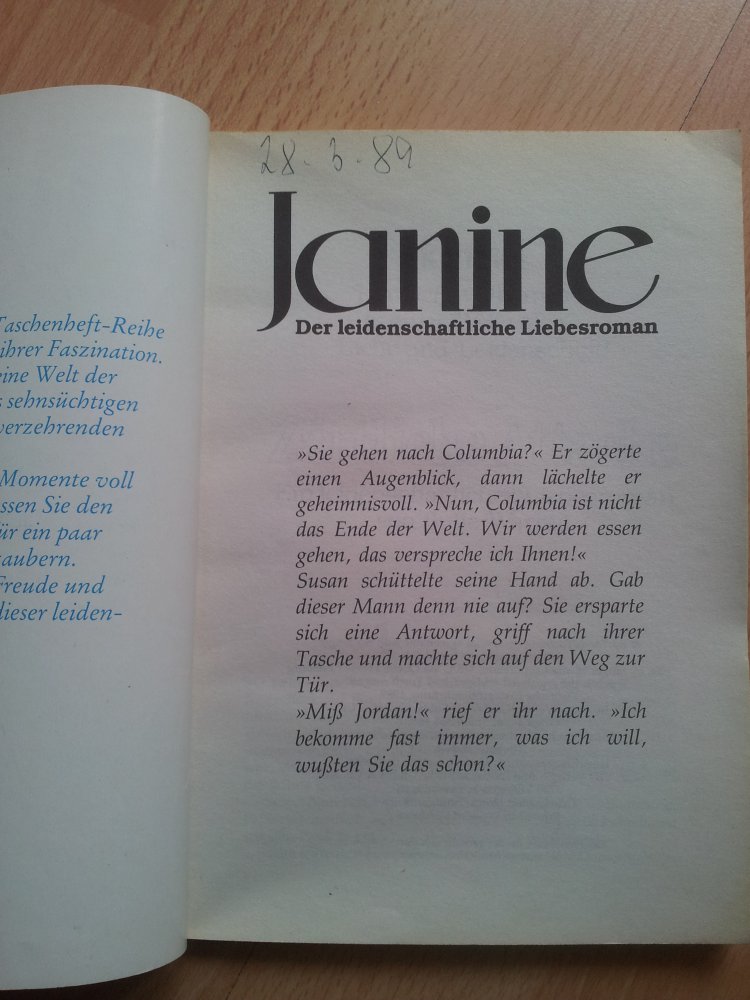 Taschenheft-Reihe
ihrer Faszination.
eine Welt der
sehnsüchtigen
verzehrenden
Momente voll
ssen Sie den
für ein paar
zaubern.
Freude und
dieser leiden-
28.3.89
Janine
Der leidenschaftliche Liebesroman
»Sie gehen nach Columbia?« Er zögerte
einen Augenblick, dann lächelte er
geheimnisvoll. »Nun, Columbia ist nicht
das Ende der Welt. Wir werden essen
gehen, das verspreche ich Ihnen!«
Susan schüttelte seine Hand ab. Gab
dieser Mann denn nie auf? Sie ersparte
sich eine Antwort, griff nach ihrer
Tasche und machte sich auf den Weg zur
Tür.
»Miß Jordan!« rief er ihr nach. »Ich
bekomme fast immer, was ich will,
wußten Sie das schon?«